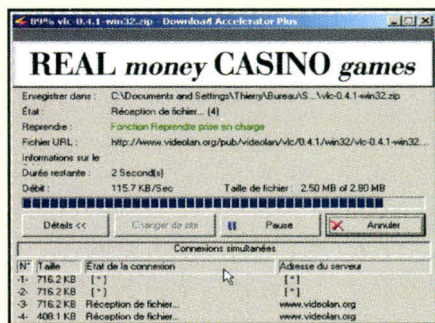 89% vlc-0.4.1-win32.zip - Download Accelerator Plus
REAL money CASINO games
Enregistrer dans : C:\Documents and Settings\Thierry\Bureau\S...\vlc-0.4.1-win32.zip
État : Réception de fichier... (4)
Reprendre : Fonction Reprendre prise en charge
Fichier URL : http://www.videolan.org/pub/videolan/vlc/0.4.1/win32/vlc-0.4.1-win32....
Informations sur le
Durée restante : 2 Second(s)
Débit : 115.7 KB/Sec Taille de fichier : 2.50 MB of 2.80 MB
Détails << Changer de site Pause Annuler
Connexions simultanées
N° Taille État de la connexion Adresse du serveur
-1- 716.2 KB [*] [*]
-2- 716.2 KB [*] [*]
-3- 716.2 KB Réception de fichier... www.videolan.org
-4- 408.1 KB Réception de fichier... www.videolan.org